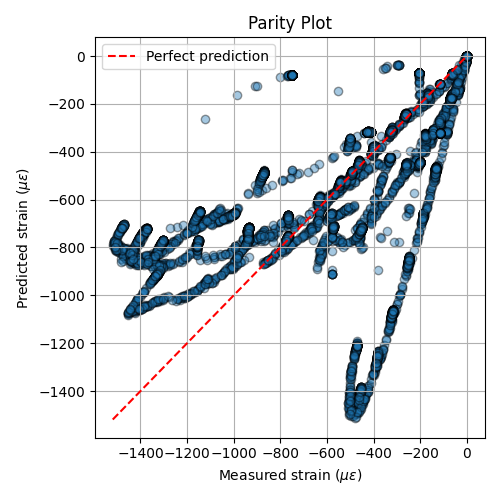 Parity Plot
Perfect prediction
0
−200
−400
−600
−800
−1000
−1200
−1400
Predicted strain (με)
−1400 −1200 −1000 −800 −600 −400 −200 0
Measured strain (με)